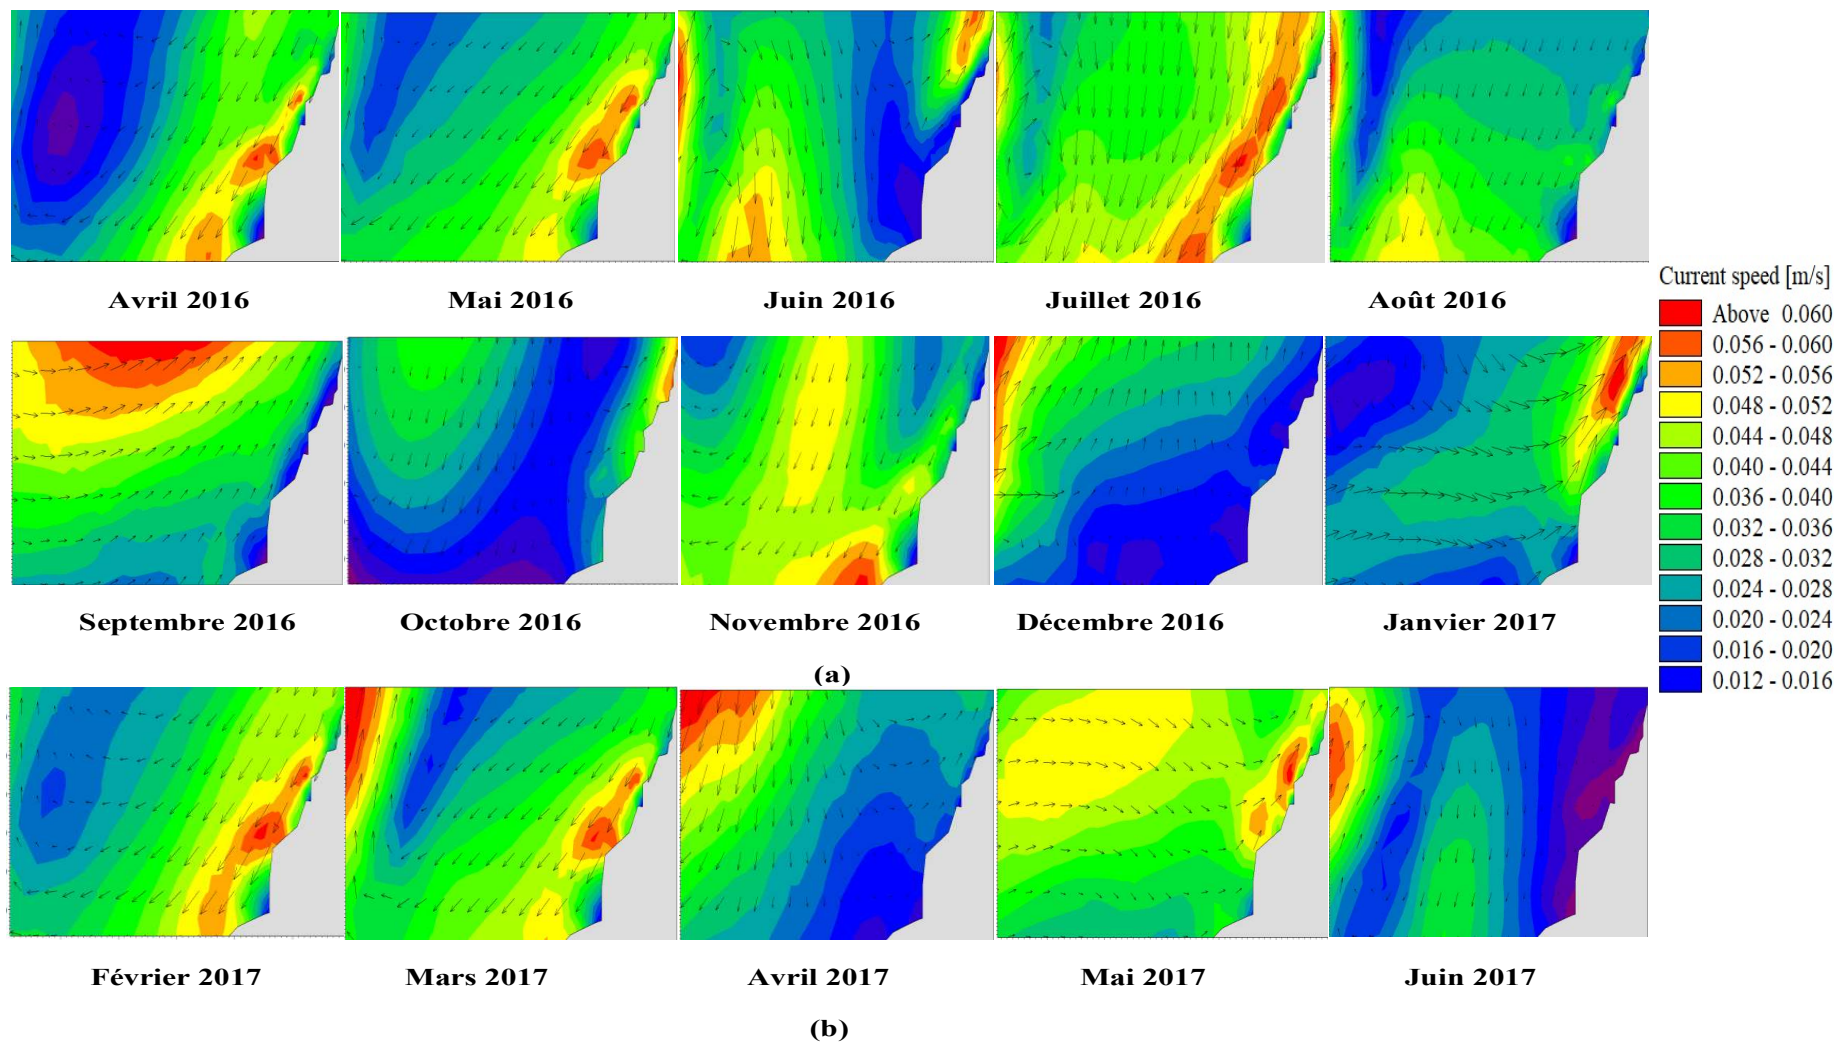 Avril 2016
Mai 2016
Juin 2016
Juillet 2016
Août 2016
Current speed [m/s]
Above 0.060
0.056 - 0.060
0.052 - 0.056
0.048 - 0.052
0.044 - 0.048
0.040 - 0.044
0.036 - 0.040
0.032 - 0.036
0.028 - 0.032
0.024 - 0.028
0.020 - 0.024
0.016 - 0.020
0.012 - 0.016
Septembre 2016
Octobre 2016
Novembre 2016
Décembre 2016
Janvier 2017
(a)
Février 2017
Mars 2017
Avril 2017
Mai 2017
Juin 2017
(b)